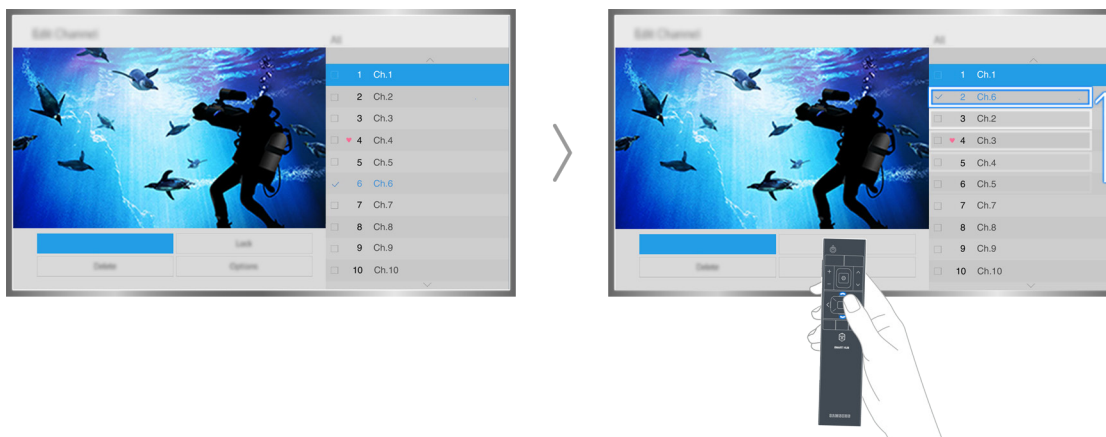 Edit Channel
All
1 Ch.1
2 Ch.2
3 Ch.3
4 Ch.4
5 Ch.5
6 Ch.6
7 Ch.7
8 Ch.8
9 Ch.9
10 Ch.10
Lock
Delete
Options
Edit Channel
All
1 Ch.1
2 Ch.6
3 Ch.2
4 Ch.3
5 Ch.4
6 Ch.5
7 Ch.7
8 Ch.8
9 Ch.9
10 Ch.10
Delete
SMART HUB
SAMSUNG